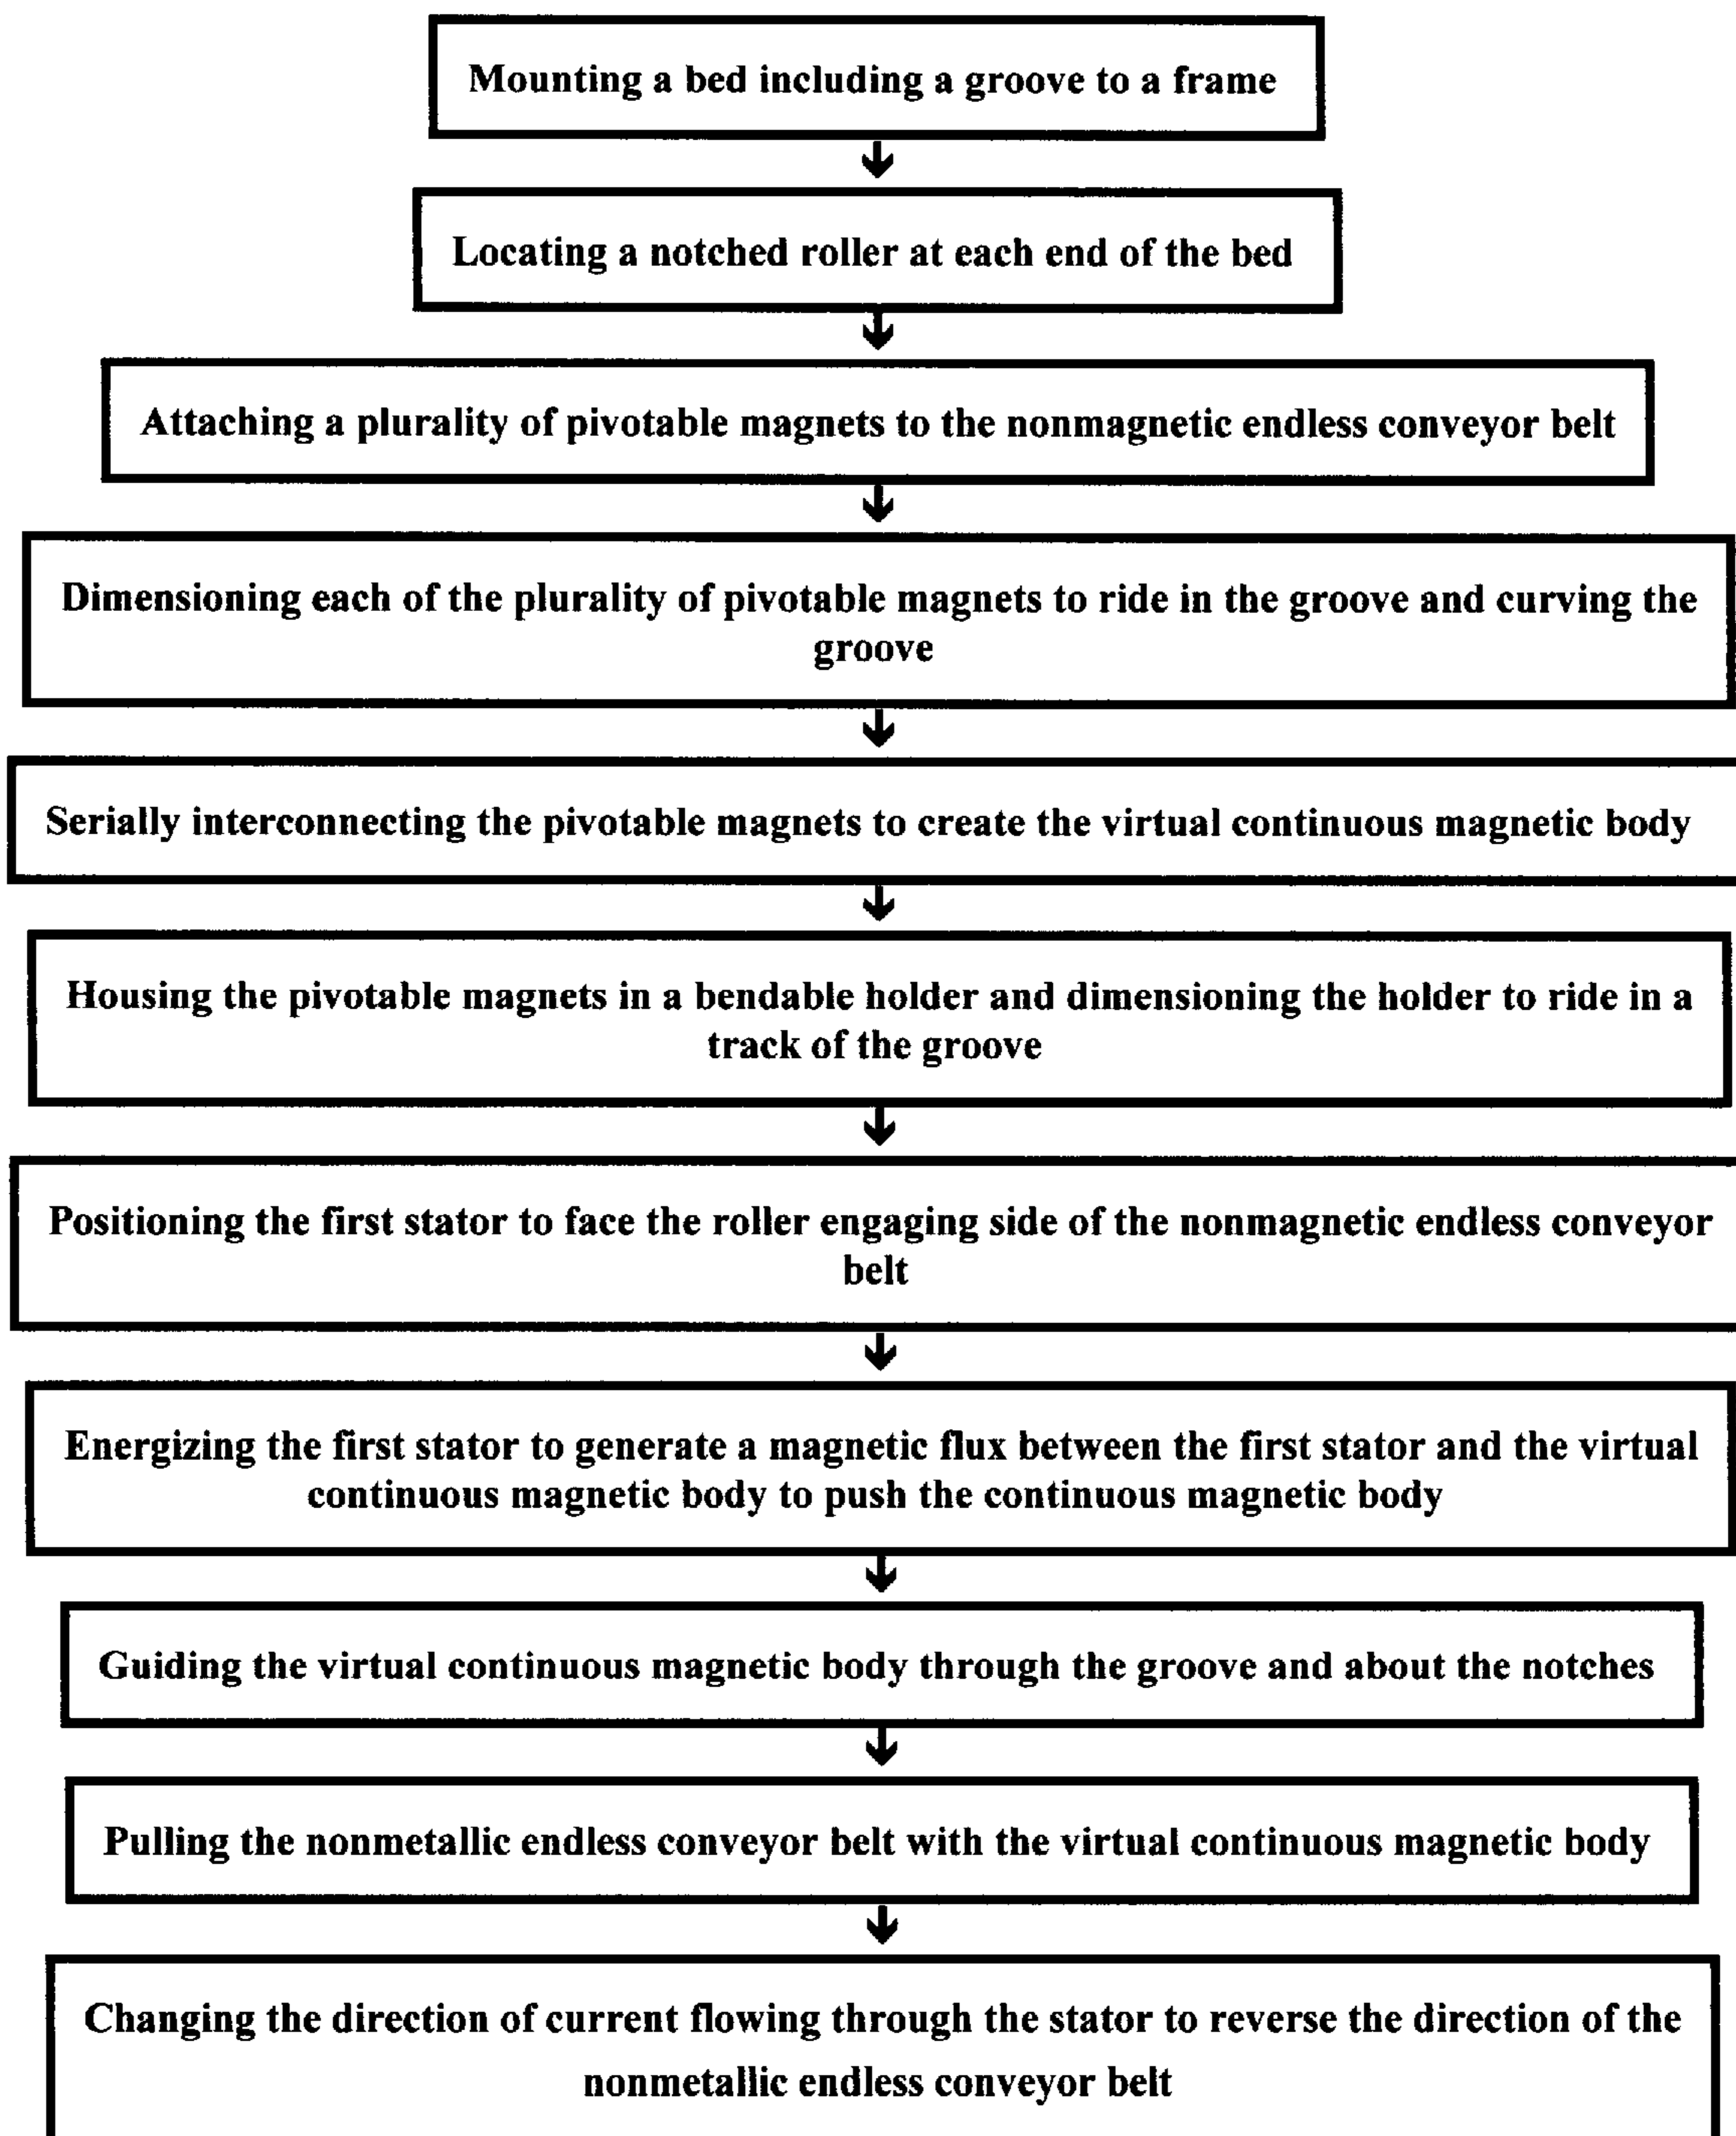 Mounting a bed including a groove to a frame
Locating a notched roller at each end of the bed
Attaching a plurality of pivotable magnets to the nonmagnetic endless conveyor belt
Dimensioning each of the plurality of pivotable magnets to ride in the groove and curving the
groove
Serially interconnecting the pivotable magnets to create the virtual continuous magnetic body
Housing the pivotable magnets in a bendable holder and dimensioning the holder to ride in a
track of the groove
Positioning the first stator to face the roller engaging side of the nonmagnetic endless conveyor
belt
Energizing the first stator to generate a magnetic flux between the first stator and the virtual
continuous magnetic body to push the continuous magnetic body
Guiding the virtual continuous magnetic body through the groove and about the notches
Pulling the nonmetallic endless conveyor belt with the virtual continuous magnetic body
Changing the direction of current flowing through the stator to reverse the direction of the
nonmetallic endless conveyor belt